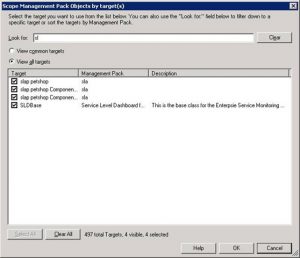 Scope Management Pack Objects by target(s)
Select the target you want to use from the list below. You can also use the "Look for:" field below to filter down to a
specific target or sort the targets by Management Pack.
Look for:
sl
Clear
View common targets
View all targets
Target Management Pack Description
slap petshop sla
slap petshop Componen... sla
slap petshop Componen... sla
SLDBase Service Level Dashboard f... This is the base class for the Enterpsie Service Monitoring ...
Select All Clear All 497 total Targets, 4 visible, 4 selected
Help OK Cancel